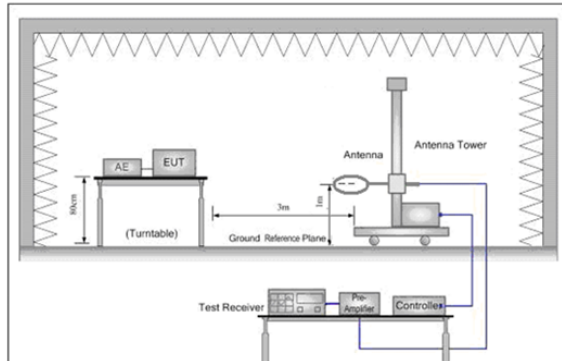 Antenna Tower
Antenna
EUT
AE
80cm
3m
1m
(Turntable)
Ground Reference Plane
Test Receiver
Pre-
Amplifier
Controller